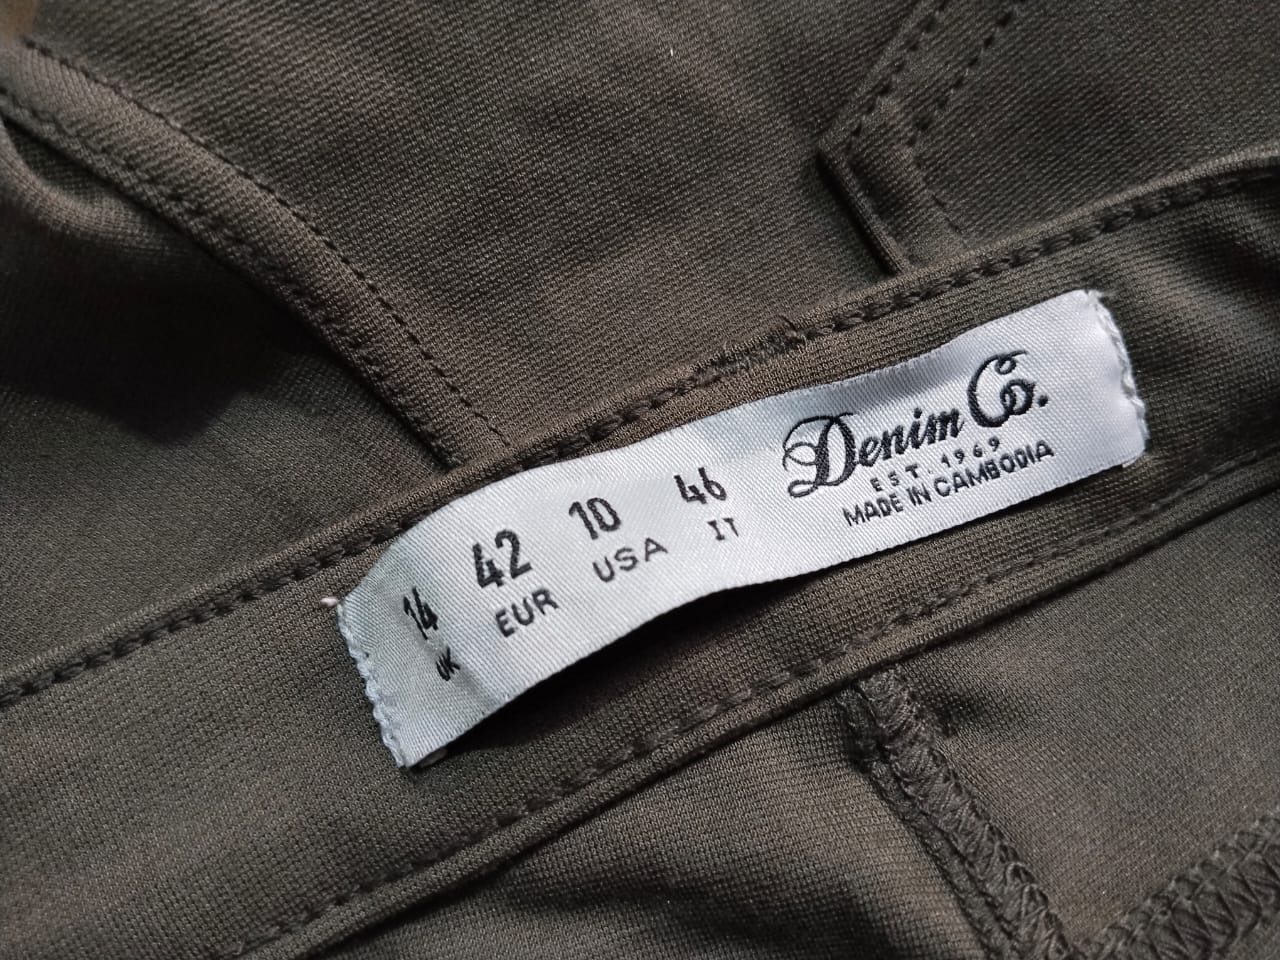 14 42 10 46
UK EUR USA IT
Denim Co.
EST. 1969
MADE IN CAMBODIA